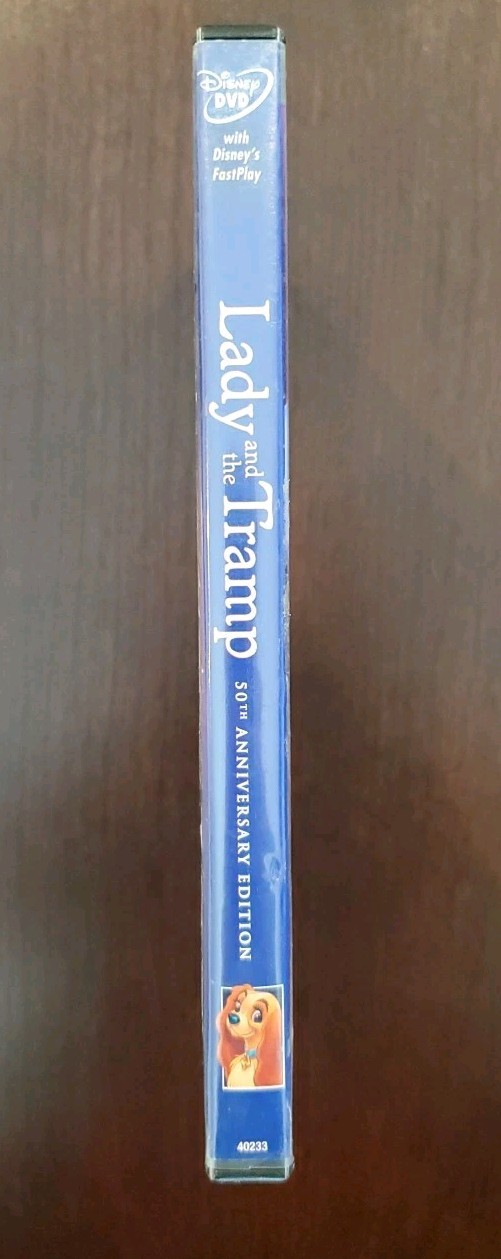 Disney
DVD
with
Disney's
FastPlay
Lady and the Tramp
50TH ANNIVERSARY EDITION
40233